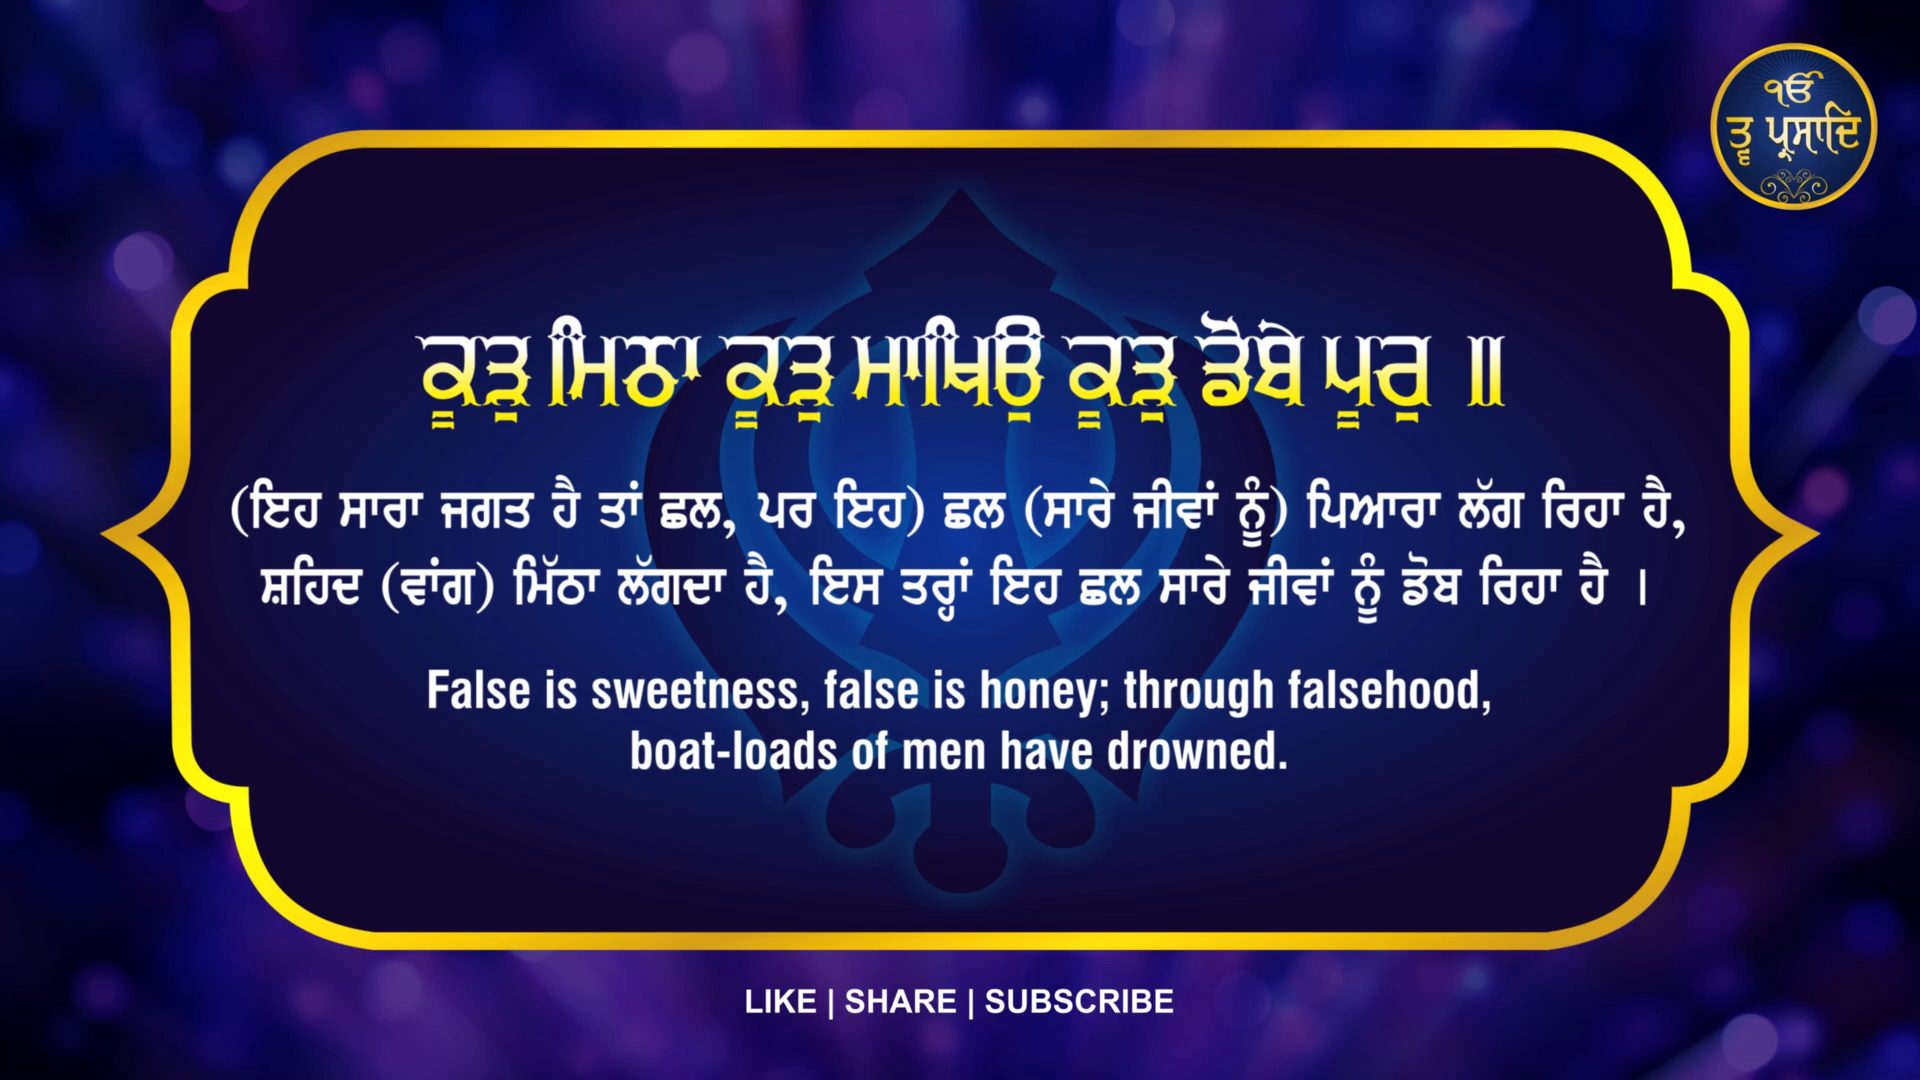 ੴ
ਤ੍ਵ ਪ੍ਰਸਾਦਿ
ਕੂੜੁ ਮਿਠਾ ਕੂੜੁ ਮਾਖਿਉ ਕੂੜੁ ਡੋਬੇ ਪੂਰੁ ॥
(ਇਹ ਸਾਰਾ ਜਗਤ ਹੈ ਤਾਂ ਛਲ, ਪਰ ਇਹ) ਛਲ (ਸਾਰੇ ਜੀਵਾਂ ਨੂੰ) ਪਿਆਰਾ ਲੱਗ ਰਿਹਾ ਹੈ,
ਸ਼ਹਿਦ (ਵਾਂਗ) ਮਿੱਠਾ ਲੱਗਦਾ ਹੈ, ਇਸ ਤਰ੍ਹਾਂ ਇਹ ਛਲ ਸਾਰੇ ਜੀਵਾਂ ਨੂੰ ਡੋਬ ਰਿਹਾ ਹੈ ।
False is sweetness, false is honey; through falsehood,
boat-loads of men have drowned.
LIKE | SHARE | SUBSCRIBE